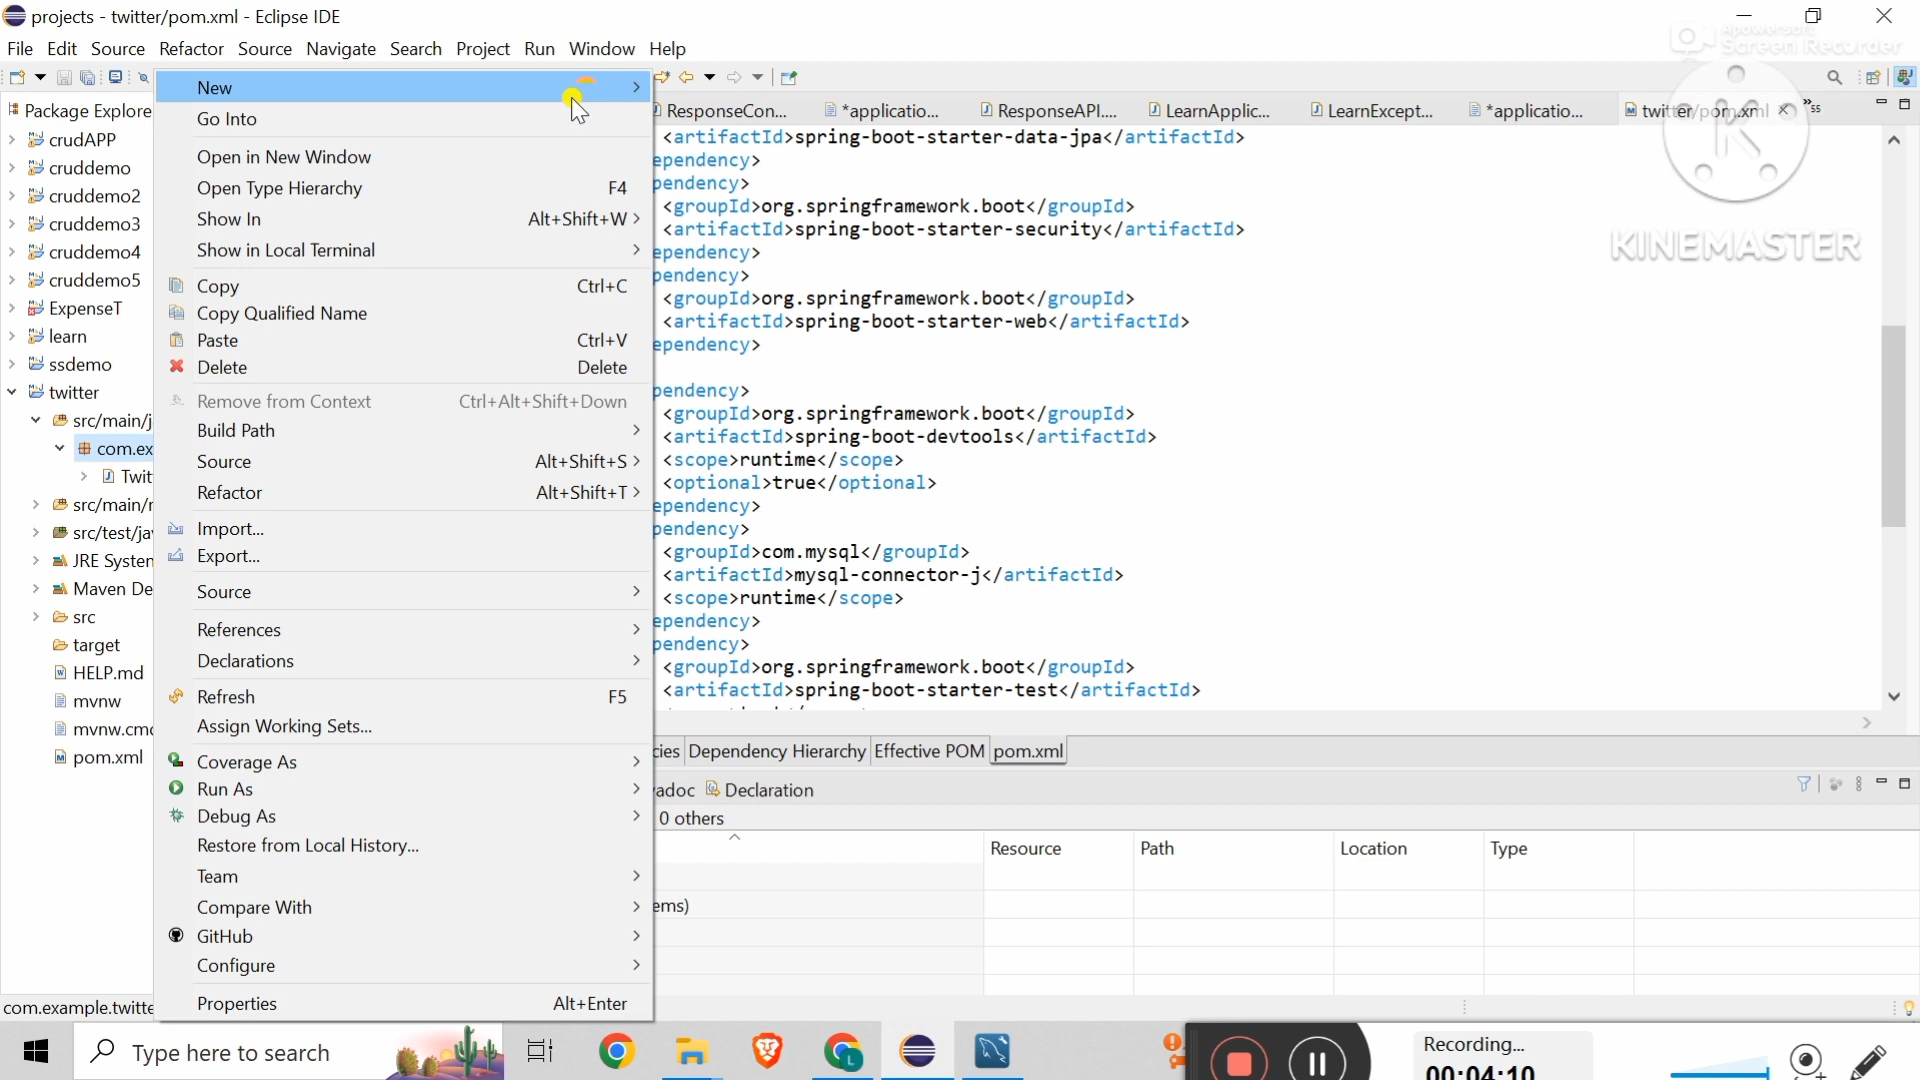 projects - twitter/pom.xml - Eclipse IDE
File Edit Source Refactor Source Navigate Search Project Run Window Help
Apowersoft
Screen Recorder
Package Explore
ResponseCon...
*applicatio...
ResponseAPI....
LearnApplic...
LearnExcept...
*applicatio...
twitter/pom.xml
55
KINEMASTER
crudAPP
cruddemo
cruddemo2
cruddemo3
cruddemo4
cruddemo5
ExpenseT
learn
ssdemo
twitter
src/main/j
com.ex
Twit
src/main/r
src/test/ja
JRE System
Maven De
src
target
HELP.md
mvnw
mvnw.cmd
pom.xml
New
Go Into
Open in New Window
Open Type Hierarchy F4
Show In Alt+Shift+W
Show in Local Terminal
Copy Ctrl+C
Copy Qualified Name
Paste Ctrl+V
Delete Delete
Remove from Context Ctrl+Alt+Shift+Down
Build Path
Source Alt+Shift+S
Refactor Alt+Shift+T
Import...
Export...
Source
References
Declarations
Refresh F5
Assign Working Sets...
Coverage As
Run As
Debug As
Restore from Local History...
Team
Compare With
GitHub
Configure
Properties Alt+Enter
<artifactId>spring-boot-starter-data-jpa</artifactId>
ependency>
pendency>
<groupId>org.springframework.boot</groupId>
<artifactId>spring-boot-starter-security</artifactId>
ependency>
pendency>
<groupId>org.springframework.boot</groupId>
<artifactId>spring-boot-starter-web</artifactId>
ependency>
pendency>
<groupId>org.springframework.boot</groupId>
<artifactId>spring-boot-devtools</artifactId>
<scope>runtime</scope>
<optional>true</optional>
ependency>
pendency>
<groupId>com.mysql</groupId>
<artifactId>mysql-connector-j</artifactId>
<scope>runtime</scope>
ependency>
pendency>
<groupId>org.springframework.boot</groupId>
<artifactId>spring-boot-starter-test</artifactId>
cies Dependency Hierarchy Effective POM pom.xml
vadoc Declaration
0 others
Resource Path Location Type
ems)
com.example.twitte
Type here to search
Recording...
00:04:10